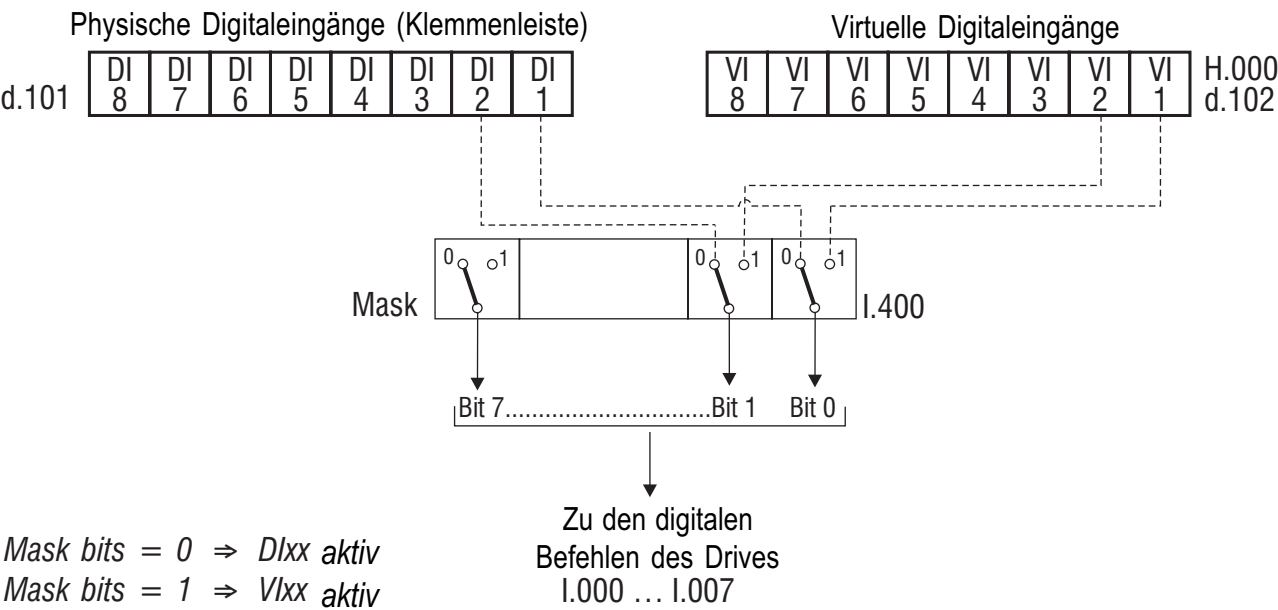 Physische Digitaleingänge (Klemmenleiste)
Virtuelle Digitaleingänge
d.101
DI 8
DI 7
DI 6
DI 5
DI 4
DI 3
DI 2
DI 1
VI 8
VI 7
VI 6
VI 5
VI 4
VI 3
VI 2
VI 1
H.000
d.102
Mask
0 1
0 1
0 1
I.400
Bit 7...............................Bit 1 Bit 0
Zu den digitalen
Befehlen des Drives
I.000 ... I.007
Mask bits = 0 ⇒ DIxx aktiv
Mask bits = 1 ⇒ VIxx aktiv